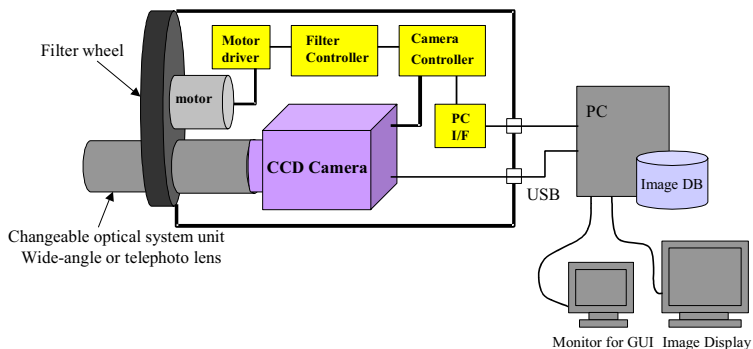 Filter wheel
Motor
driver
Filter
Controller
Camera
Controller
motor
PC
I/F
PC
CCD Camera
Image DB
USB
Changeable optical system unit
Wide-angle or telephoto lens
Monitor for GUI
Image Display